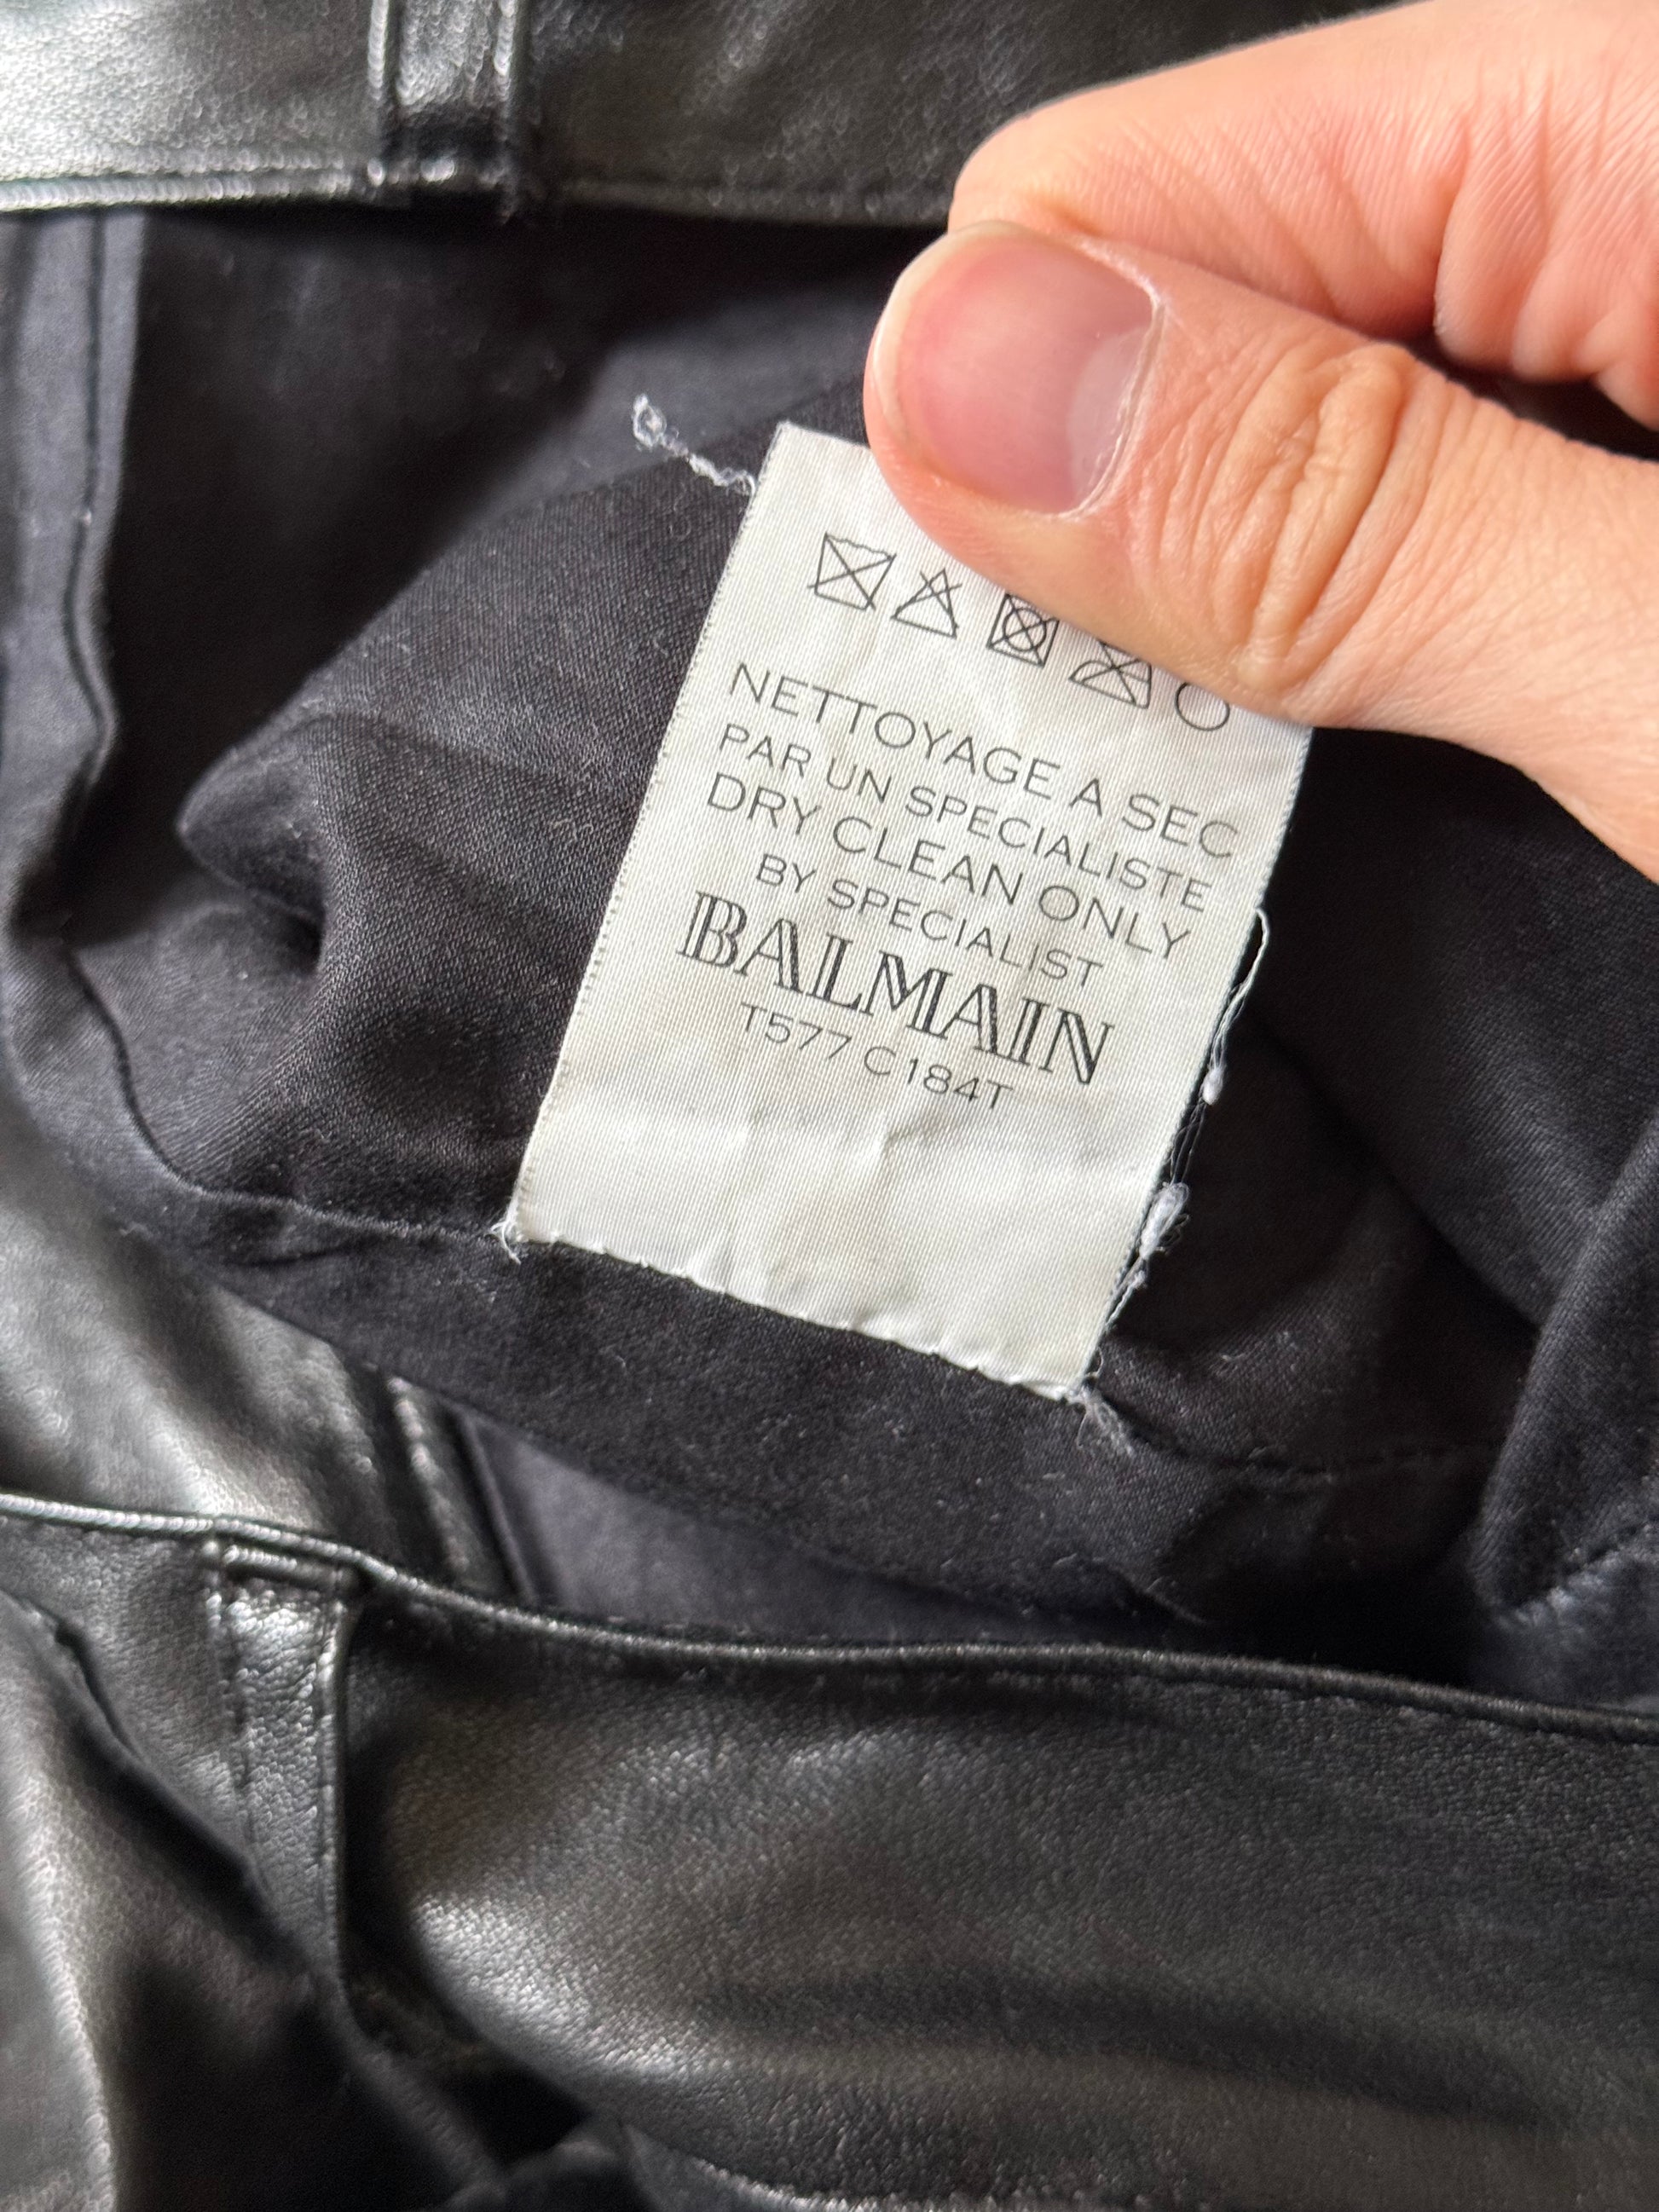 NETTOYAGE A SEC
PAR UN SPECIALISTE
DRY CLEAN ONLY
BY SPECIALIST
BALMAIN
T577 C184T